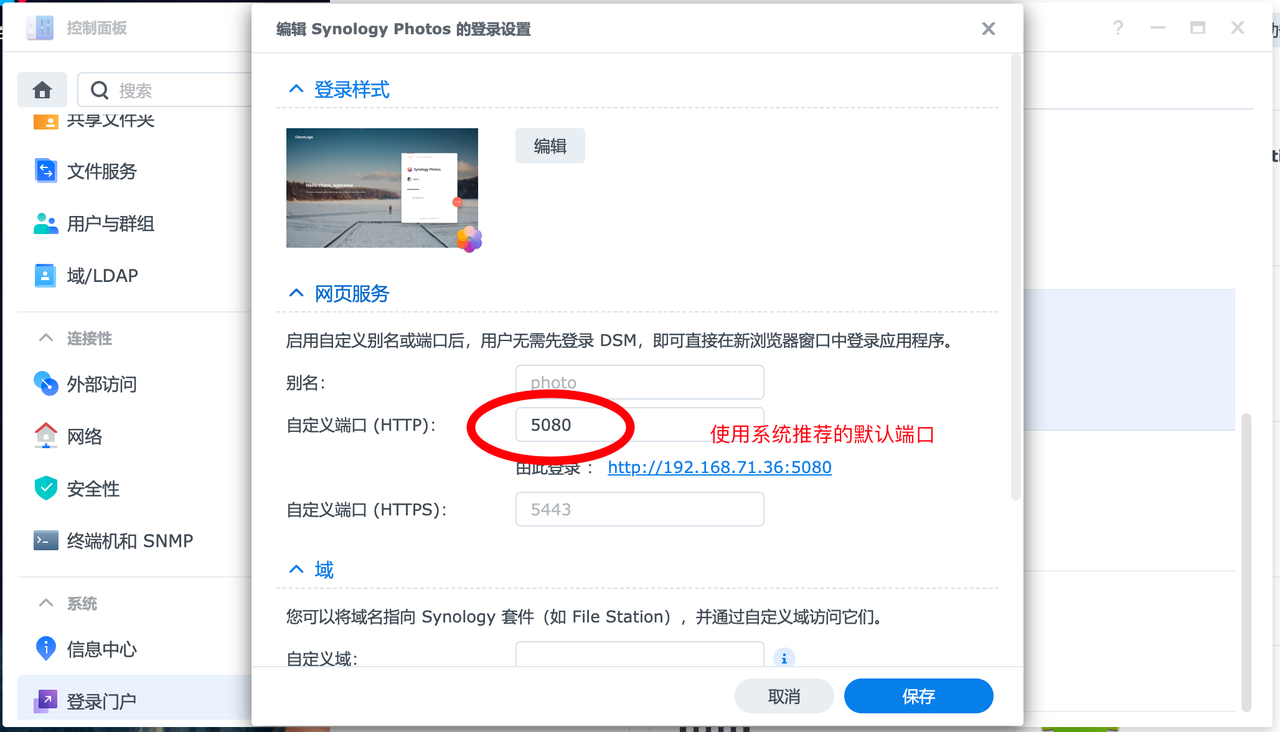 控制面板
搜索
共享文件夹
文件服务
用户与群组
域/LDAP
连接性
外部访问
网络
安全性
终端机和 SNMP
系统
信息中心
登录门户
编辑 Synology Photos 的登录设置
登录样式
ClientLogo
Hello there, welcome
Synology Photos
编辑
网页服务
启用自定义别名或端口后，用户无需先登录 DSM，即可直接在新浏览器窗口中登录应用程序。
别名：
photo
自定义端口 (HTTP)：
5080
使用系统推荐的默认端口
由此登录： http://192.168.71.36:5080
自定义端口 (HTTPS)：
5443
域
您可以将域名指向 Synology 套件（如 File Station），并通过自定义域访问它们。
自定义域：
取消
保存